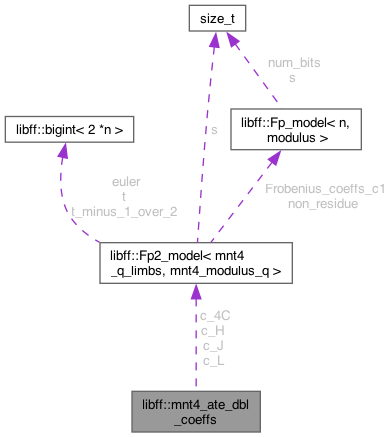 size_t
num_bits
s
libff::bigint< 2 *n >
s
libff::Fp_model< n,
modulus >
euler
t
t_minus_1_over_2
Frobenius_coeffs_c1
non_residue
libff::Fp2_model< mnt4
_q_limbs, mnt4_modulus_q >
c_4C
c_H
c_J
c_L
libff::mnt4_ate_dbl
_coeffs